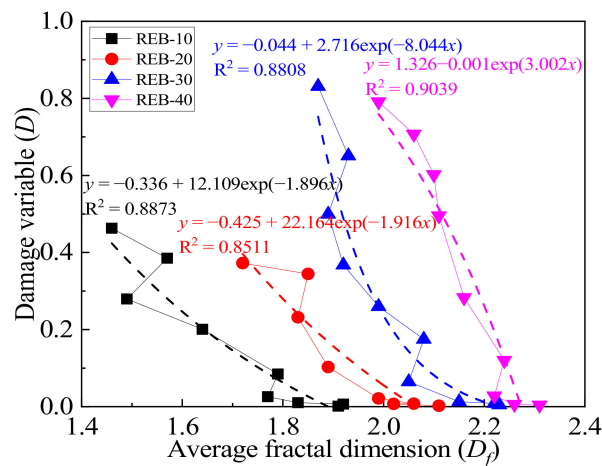 REB-10
REB-20
REB-30
REB-40
y = −0.044 + 2.716exp(−8.044x)
R² = 0.8808
y = 1.326−0.001exp(3.002x)
R² = 0.9039
y = −0.336 + 12.109exp(-1.896x)
R² = 0.8873
y = −0.425 + 22.164exp(−1.916x)
R² = 0.8511
Damage variable (D)
1.0
0.8
0.6
0.4
0.2
0.0
1.4 1.6 1.8 2.0 2.2 2.4
Average fractal dimension (D_f)